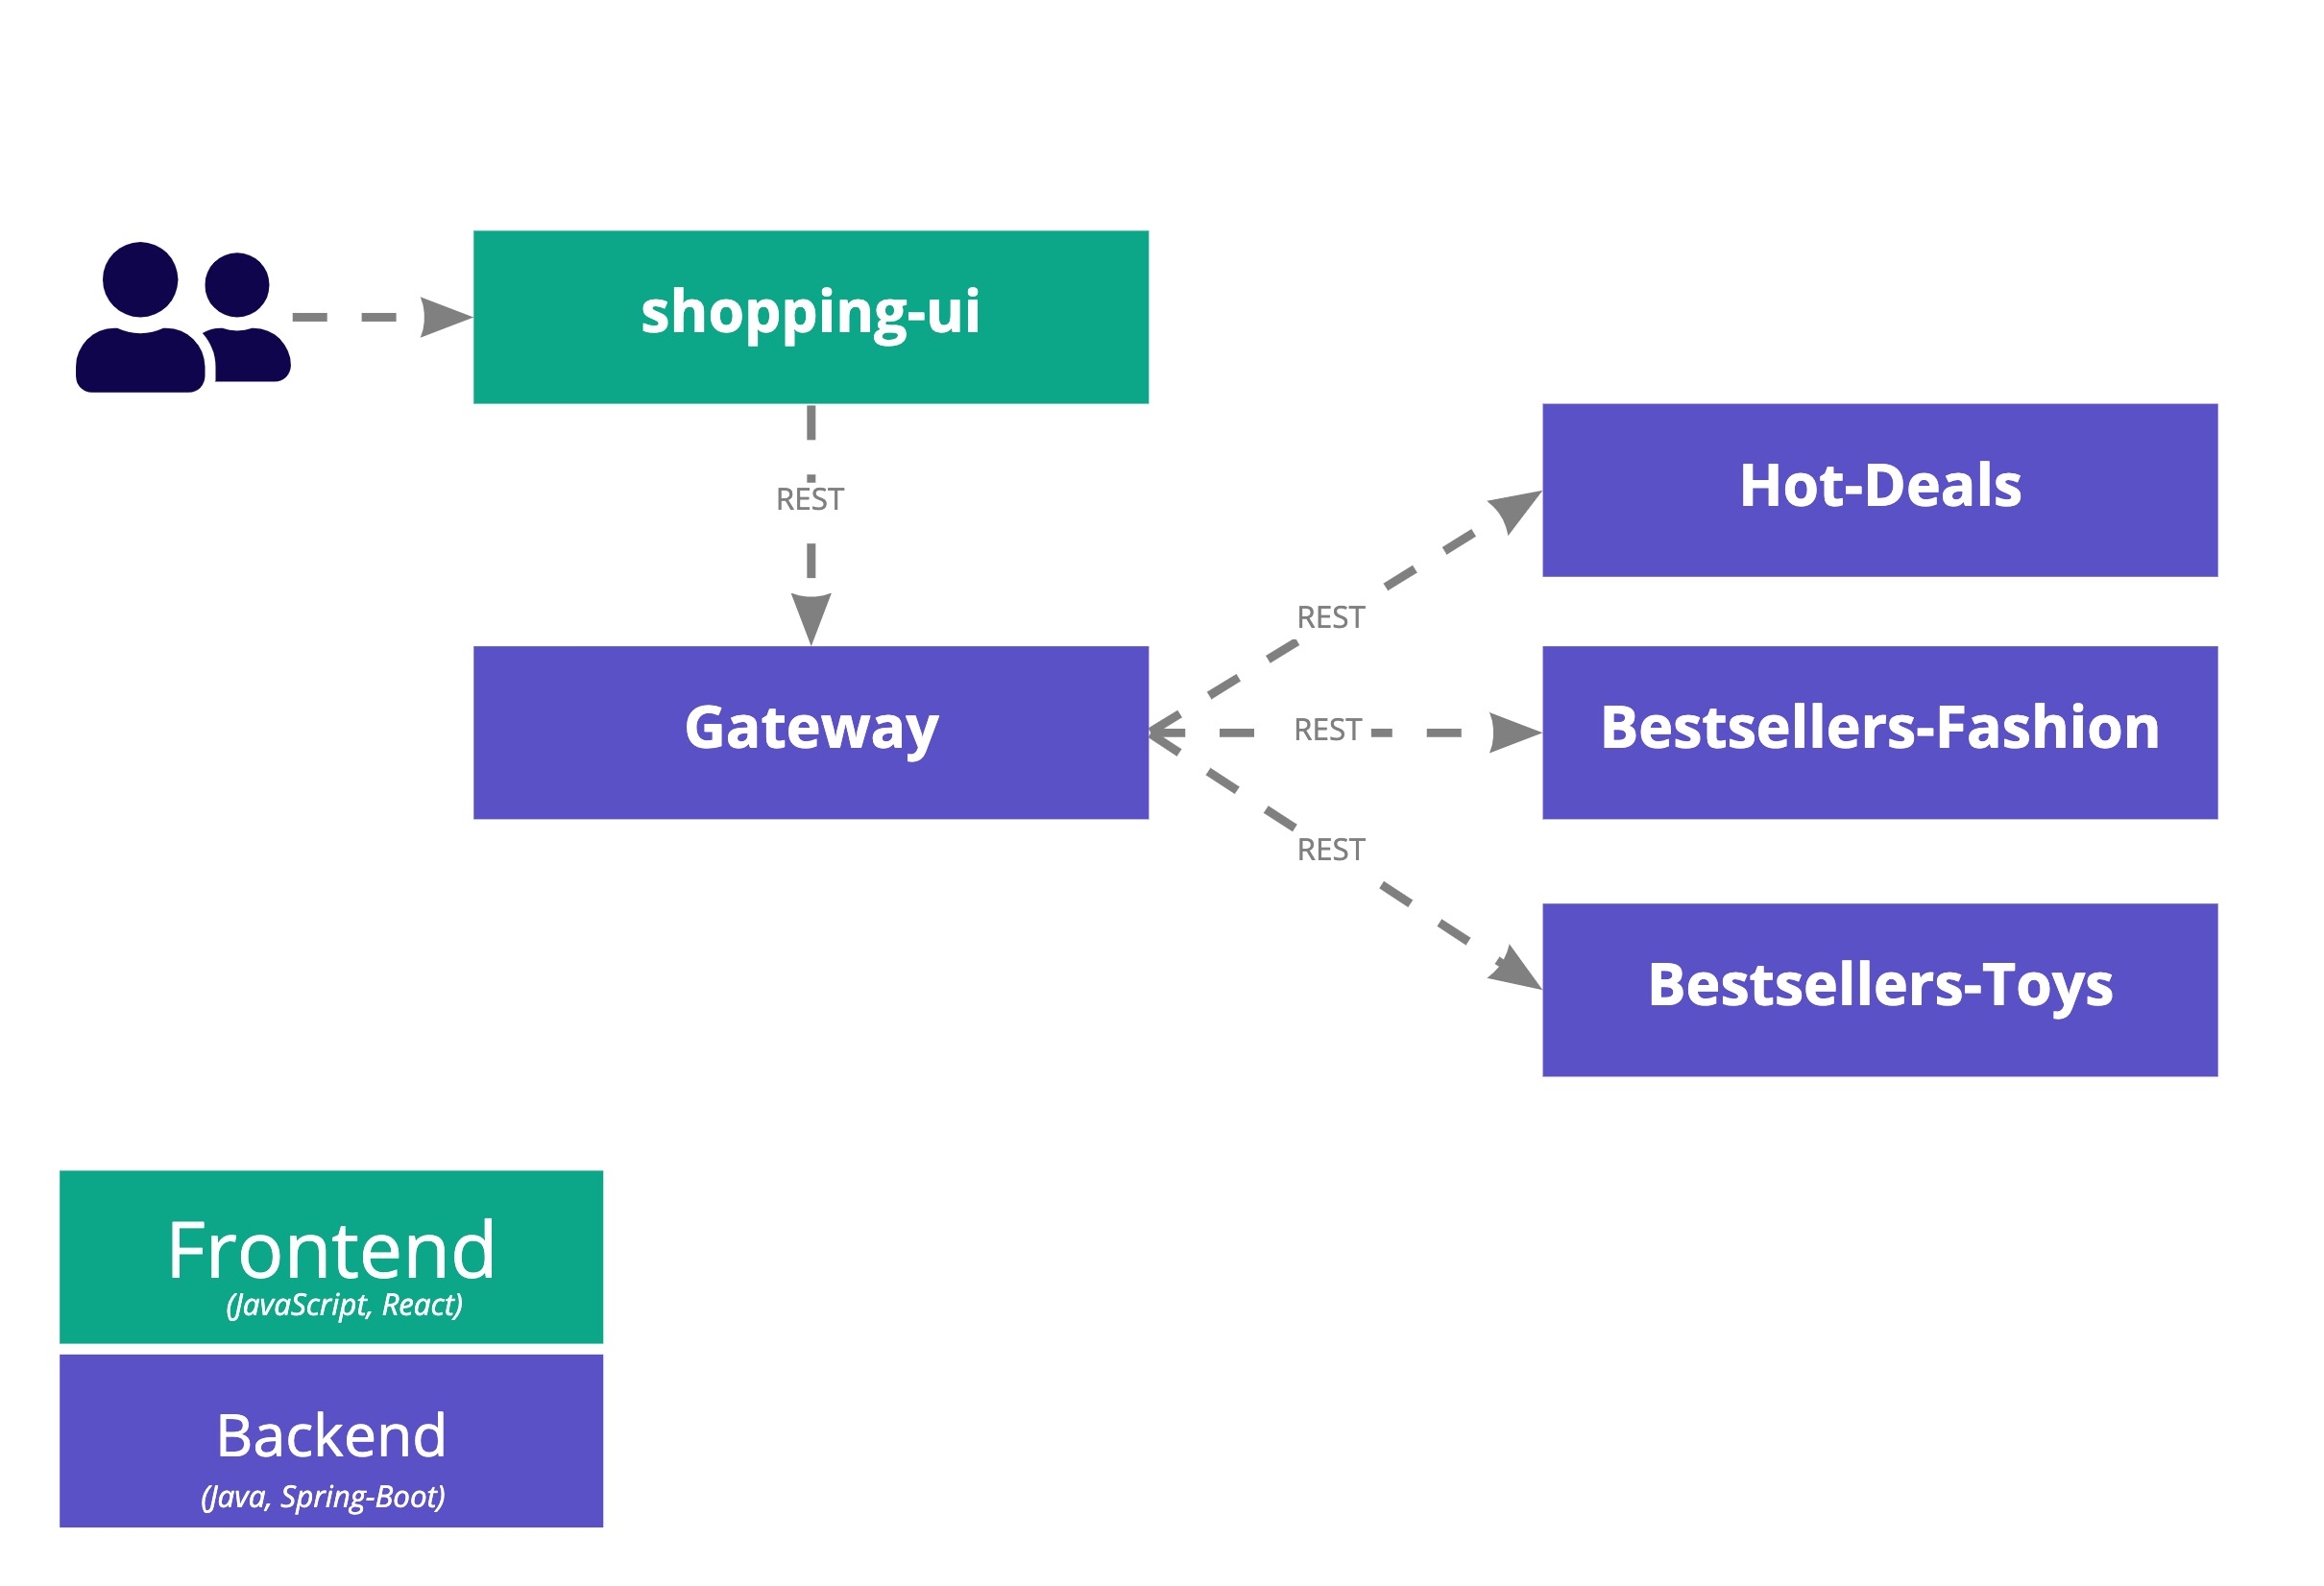 shopping-ui
REST
Hot-Deals
REST
Gateway
REST
Bestsellers-Fashion
REST
Bestsellers-Toys
Frontend
(JavaScript, React)
Backend
(Java, Spring-Boot)